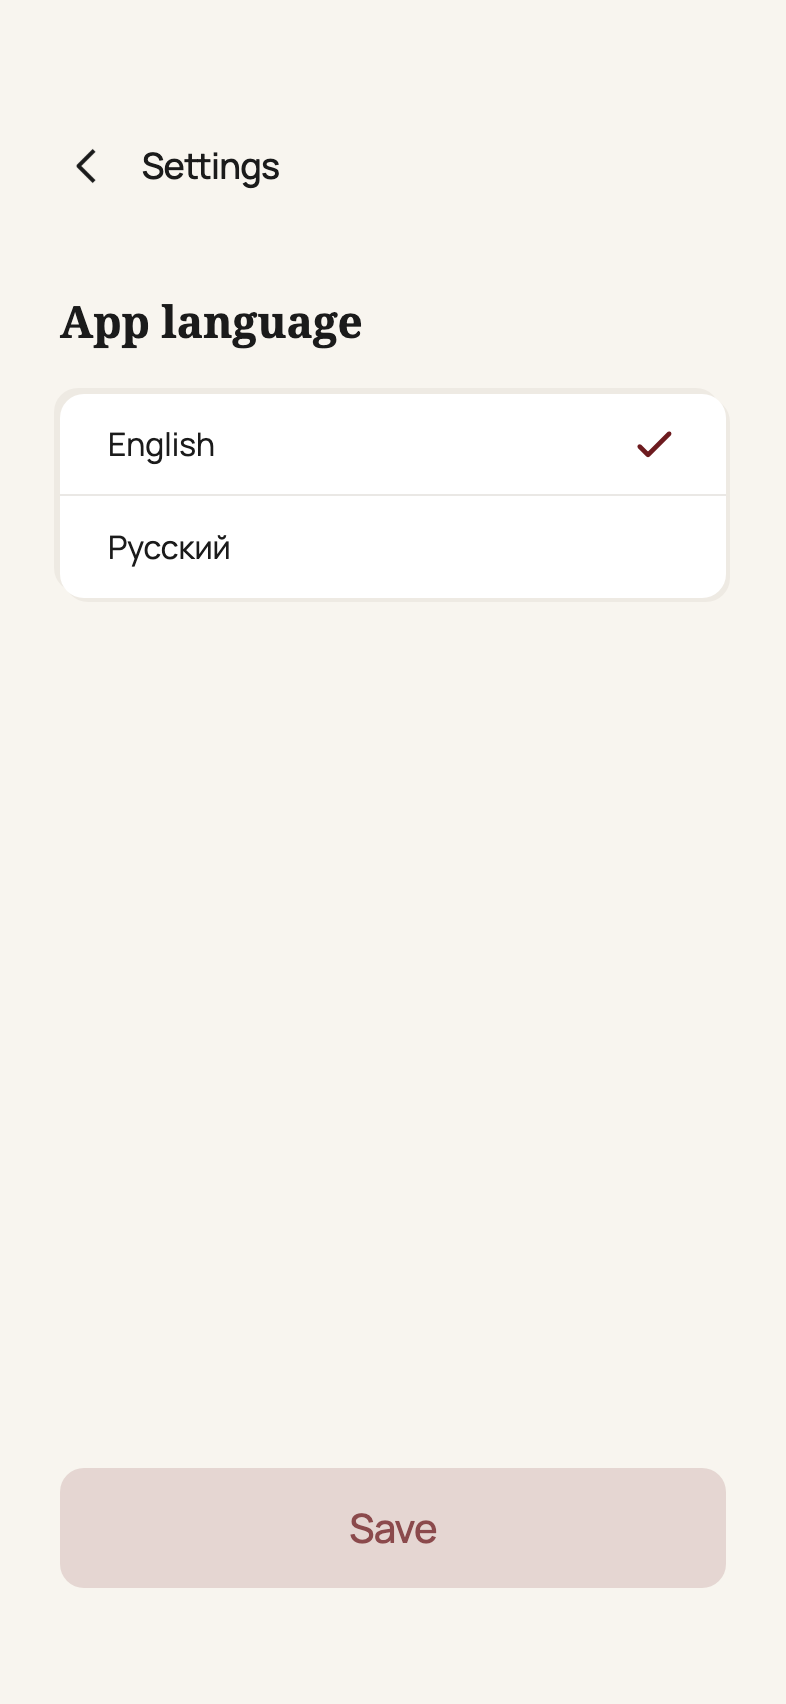 Settings
App language
English
Русский
Save